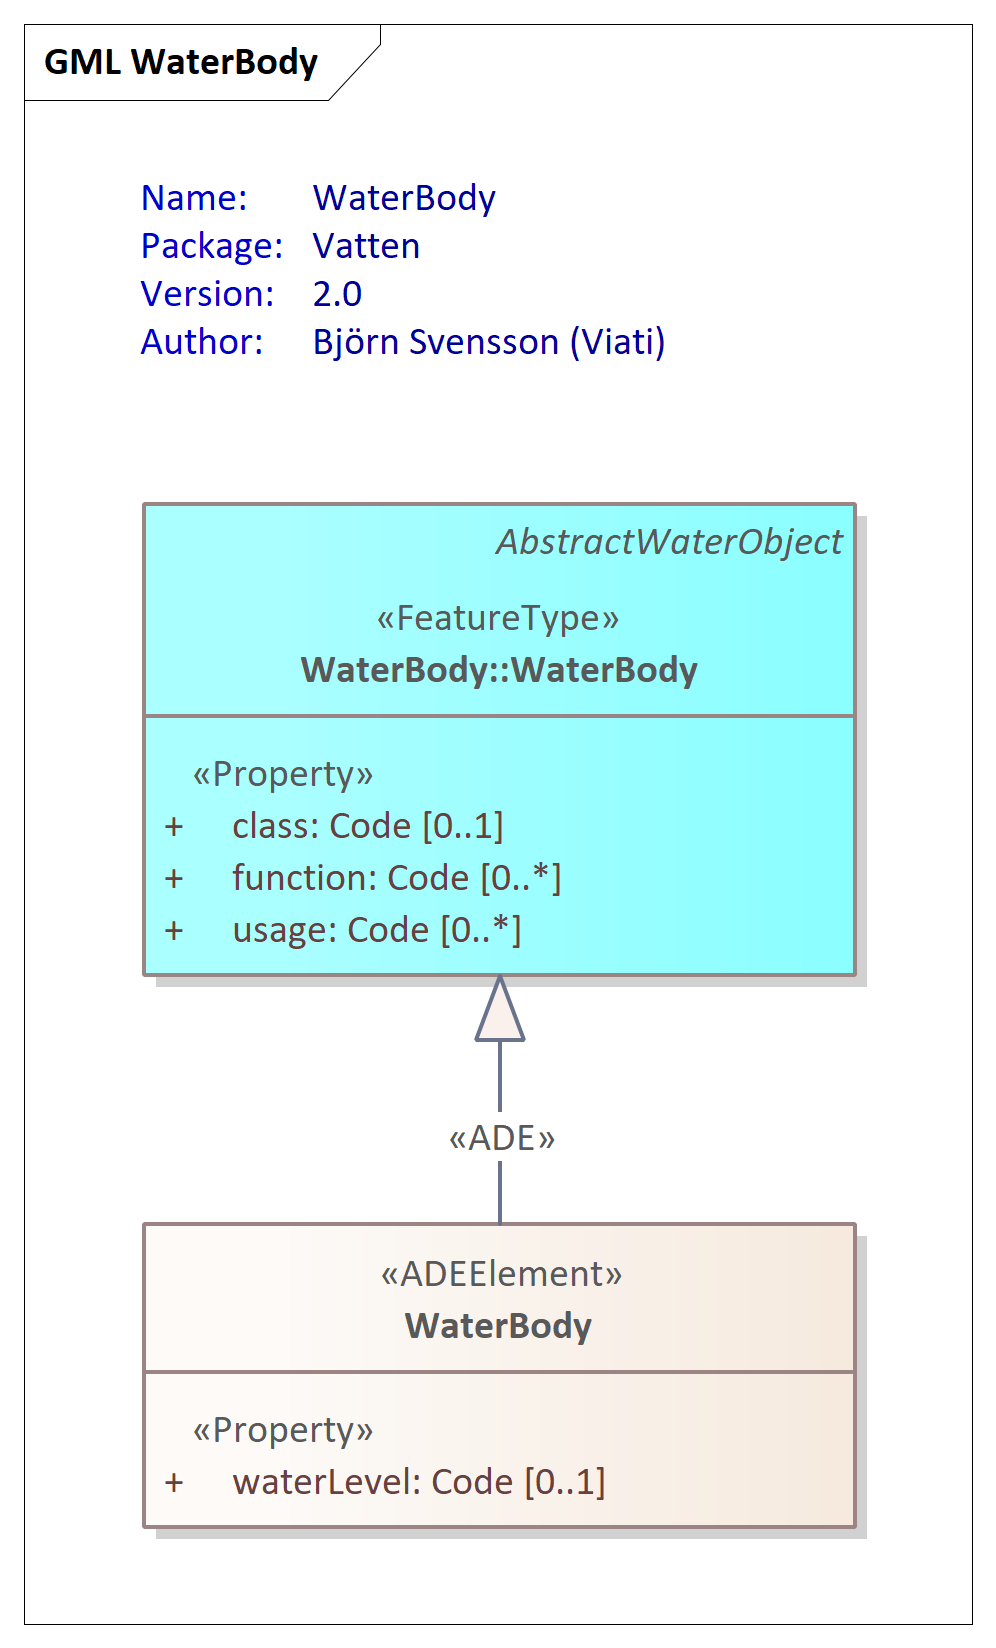 GML WaterBody
Name: WaterBody
Package: Vatten
Version: 2.0
Author: Björn Svensson (Viati)
AbstractWaterObject
«FeatureType»
WaterBody::WaterBody
«Property»
+ class: Code [0..1]
+ function: Code [0..*]
+ usage: Code [0..*]
«ADE»
«ADEElement»
WaterBody
«Property»
+ waterLevel: Code [0..1]